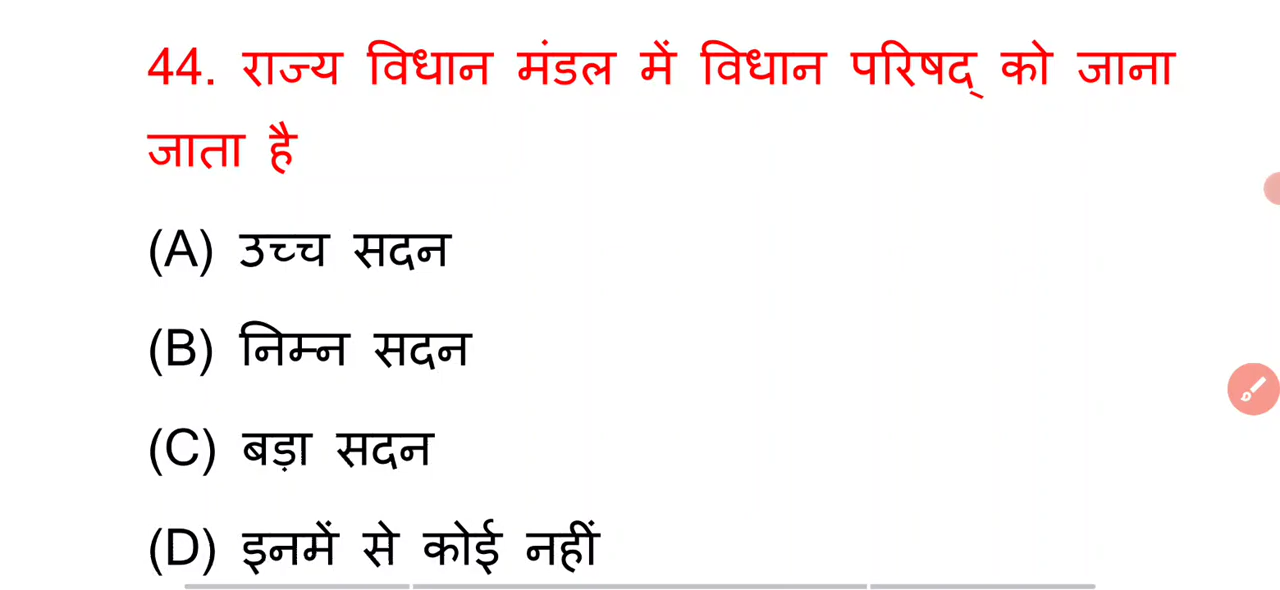 44. राज्य विधान मंडल में विधान परिषद् को जाना
जाता है
(A) उच्च सदन
(B) निम्न सदन
(C) बड़ा सदन
(D) इनमें से कोई नहीं